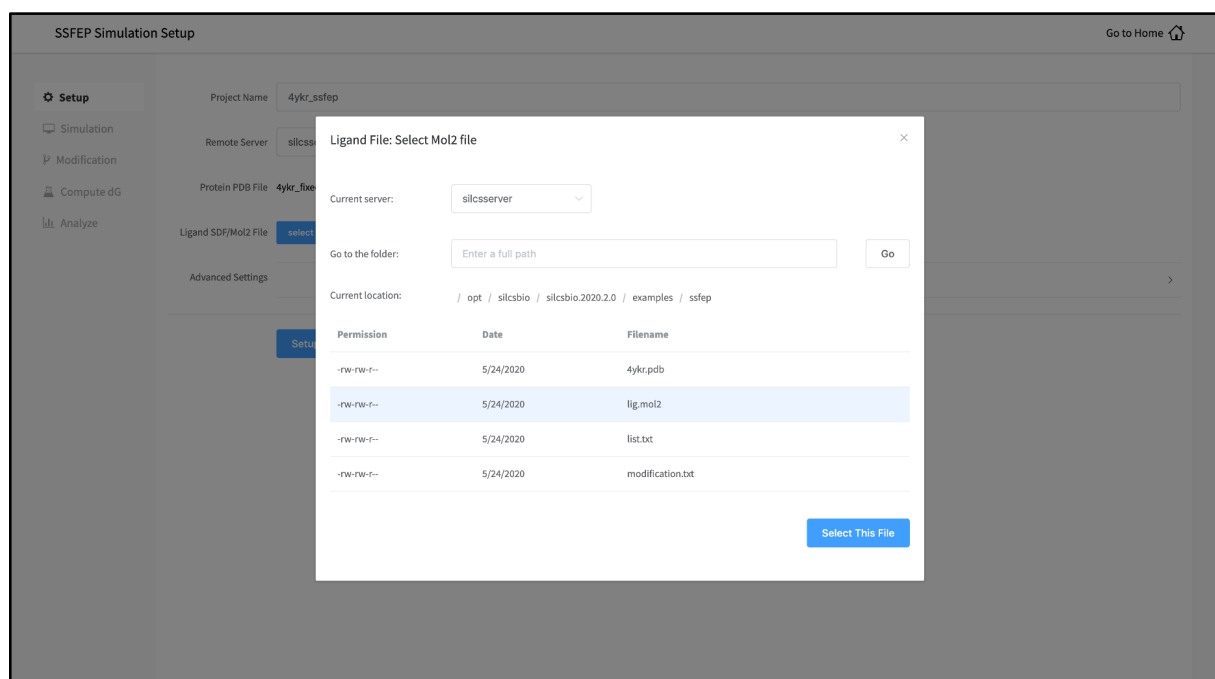 SSFEP Simulation Setup
Go to Home
Setup
Project Name 4ykr_ssfep
Simulation
Ligand File: Select Mol2 file
Remote Server silcss
Modification
Protein PDB File 4ykr_fixe
Compute dG
Current server: silcsserver
Analyze
Ligand SDF/Mol2 File select
Go to the folder: Enter a full path Go
Advanced Settings
Current location: / opt / silcsbio / silcsbio.2020.2.0 / examples / ssfep
Permission Date Filename
Setu
-rw-rw-r-- 5/24/2020 4ykr.pdb
-rw-rw-r-- 5/24/2020 lig.mol2
-rw-rw-r-- 5/24/2020 list.txt
-rw-rw-r-- 5/24/2020 modification.txt
Select This File